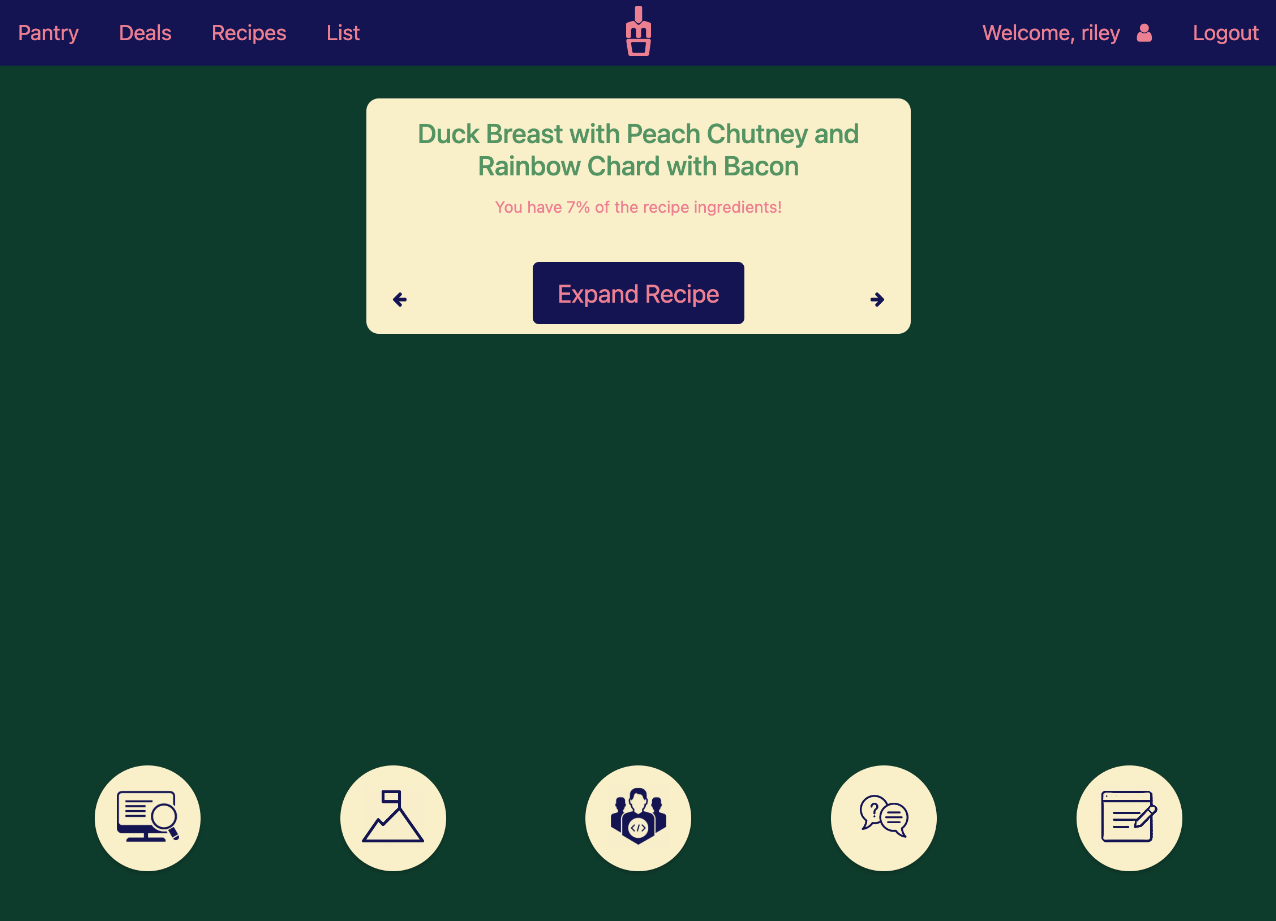 Pantry Deals Recipes List Welcome, riley Logout
Duck Breast with Peach Chutney and
Rainbow Chard with Bacon
You have 7% of the recipe ingredients!
Expand Recipe
?
</>